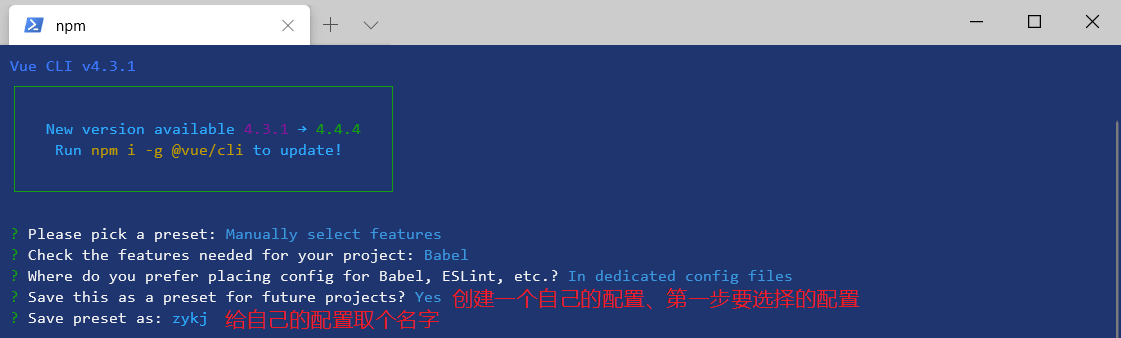 npm
Vue CLI v4.3.1
New version available 4.3.1 → 4.4.4
Run npm i -g @vue/cli to update!
? Please pick a preset: Manually select features
? Check the features needed for your project: Babel
? Where do you prefer placing config for Babel, ESLint, etc.? In dedicated config files
? Save this as a preset for future projects? Yes 创建一个自己的配置、第一步要选择的配置
? Save preset as: zykj 给自己的配置取个名字